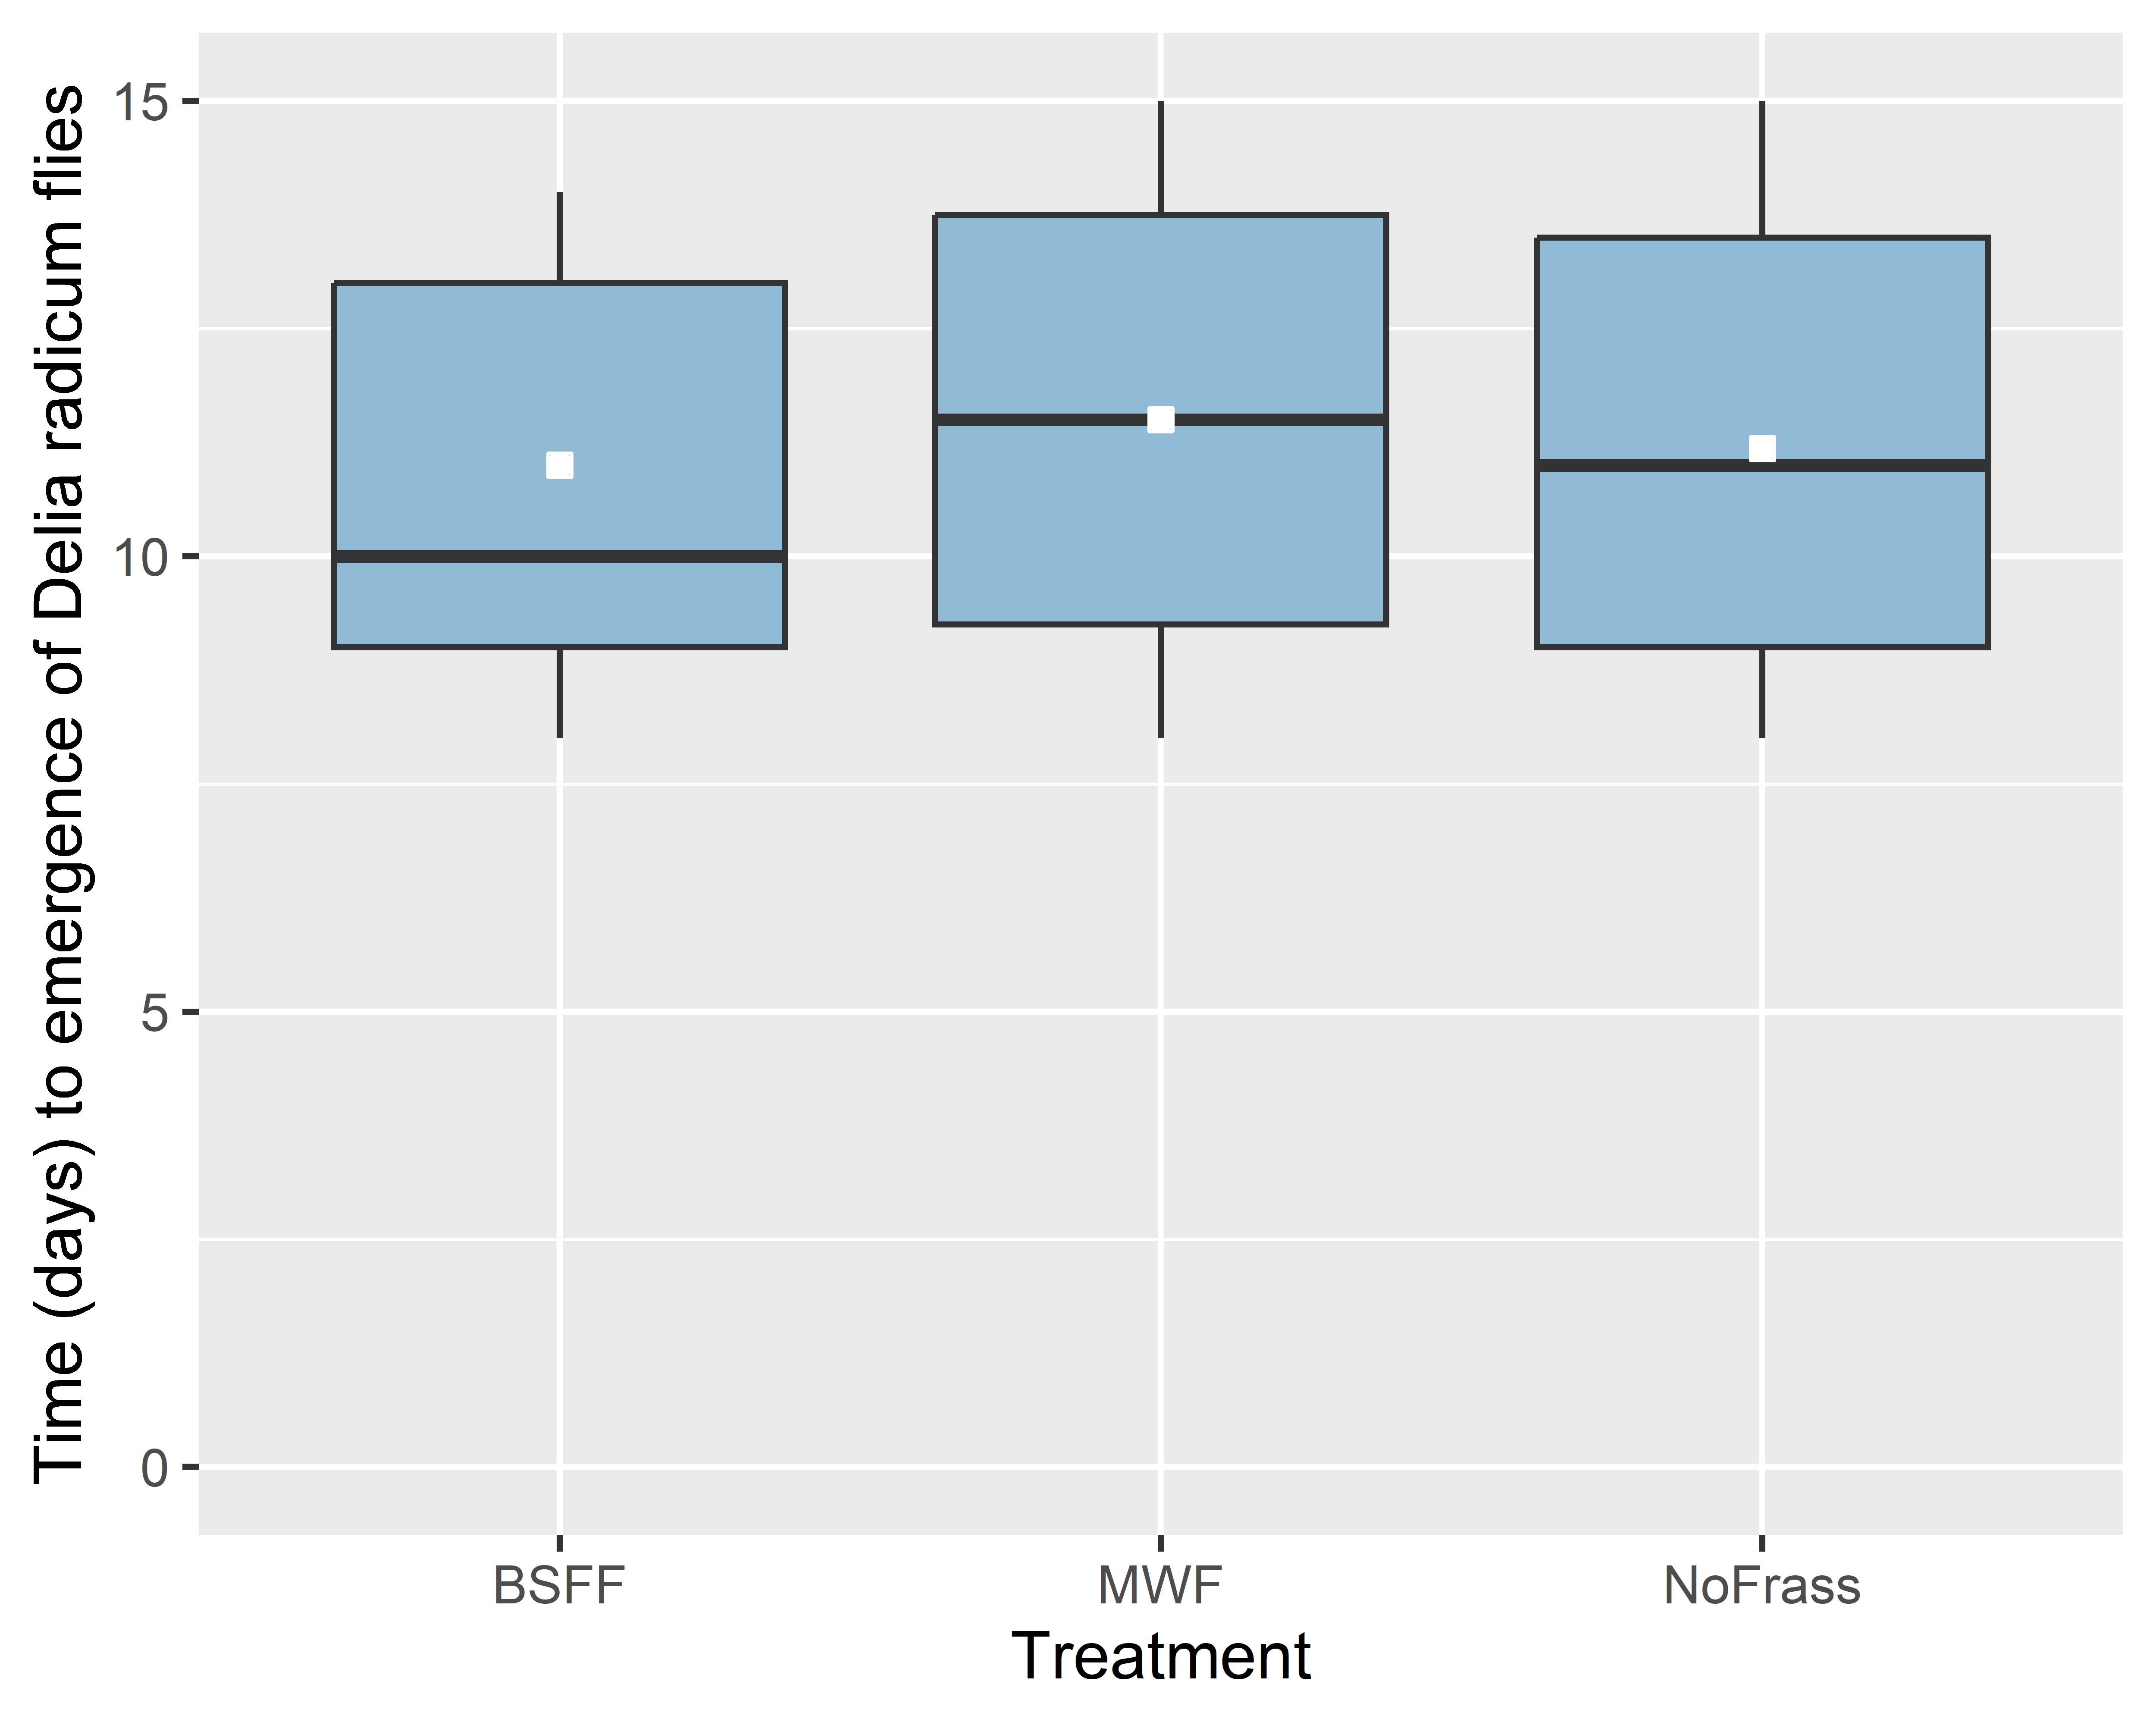 Time (days) to emergence of Delia radicum flies
15
10
5
0
BSFF
MWF
NoFrass
Treatment